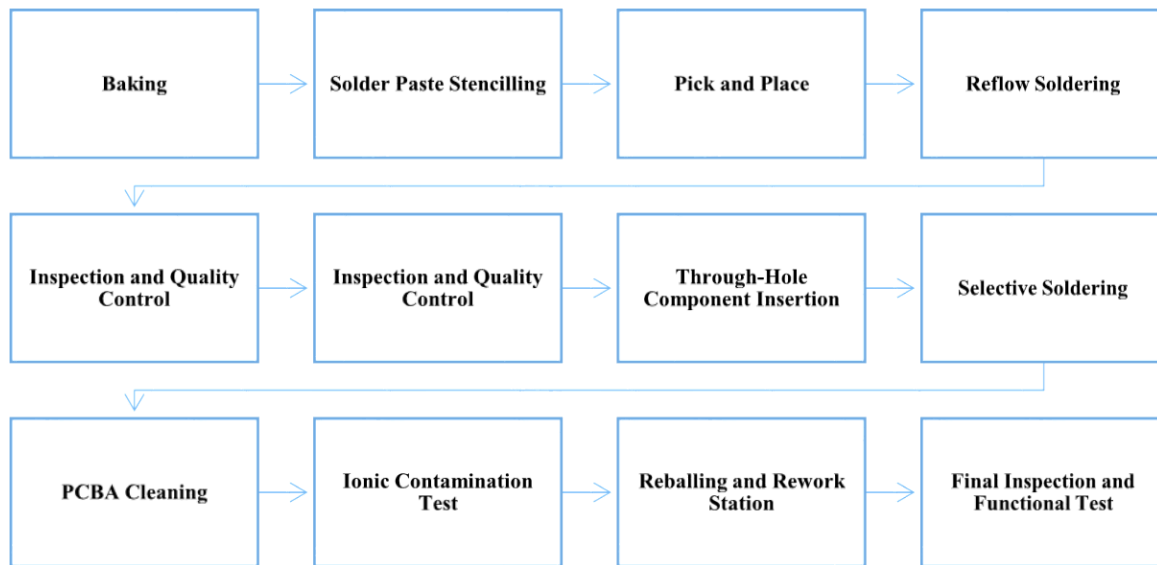 Baking
Solder Paste Stencilling
Pick and Place
Reflow Soldering
Inspection and Quality
Control
Inspection and Quality
Control
Through-Hole
Component Insertion
Selective Soldering
PCBA Cleaning
Ionic Contamination
Test
Reballing and Rework
Station
Final Inspection and
Functional Test